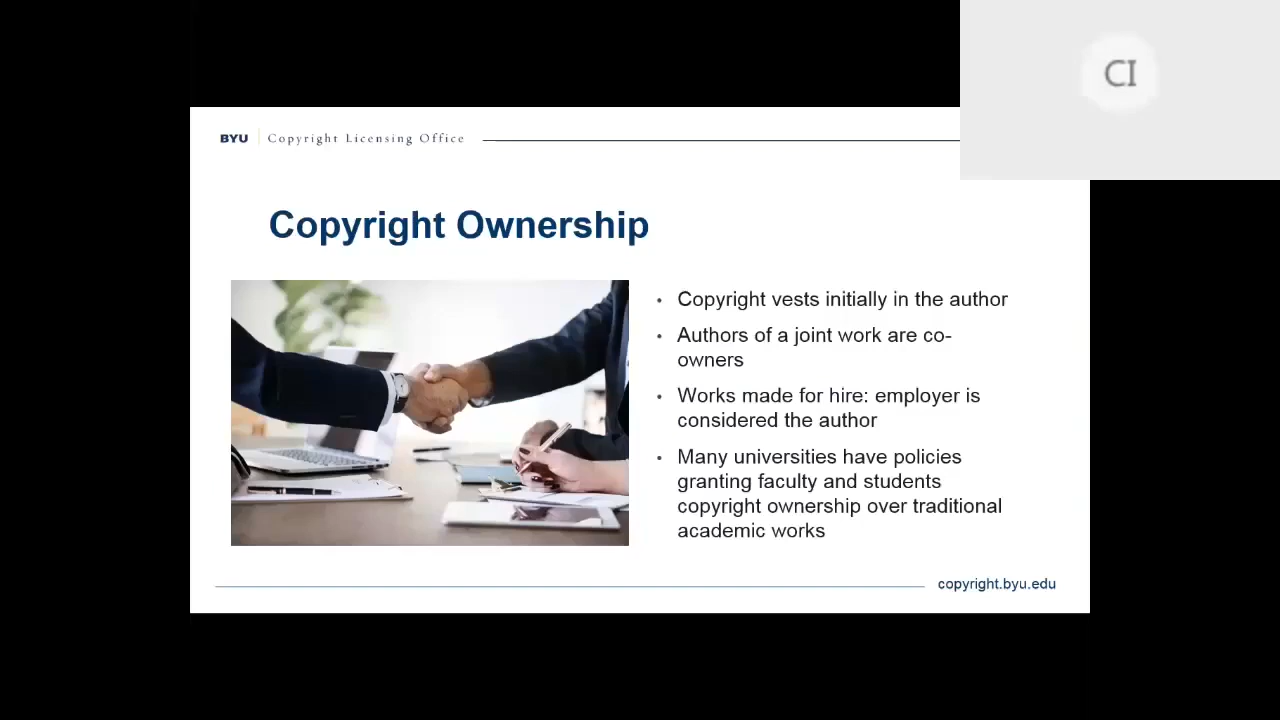 CI
BYU Copyright Licensing Office
Copyright Ownership
• Copyright vests initially in the author
• Authors of a joint work are co-
owners
• Works made for hire: employer is
considered the author
• Many universities have policies
granting faculty and students
copyright ownership over traditional
academic works
copyright.byu.edu